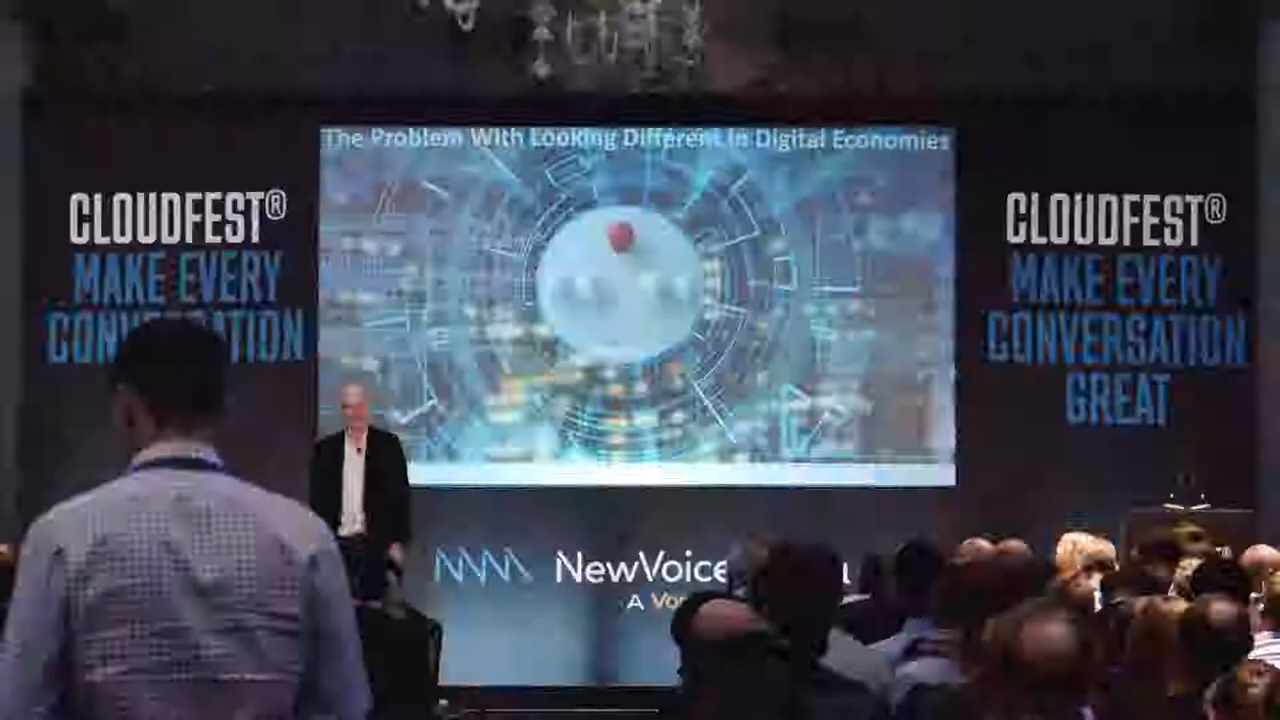 The Problem With Looking Different in Digital Economies
CLOUDFEST®
MAKE EVERY
CLOUDFEST®
MAKE EVERY
CONVERSATION
GREAT
NewVoice
A